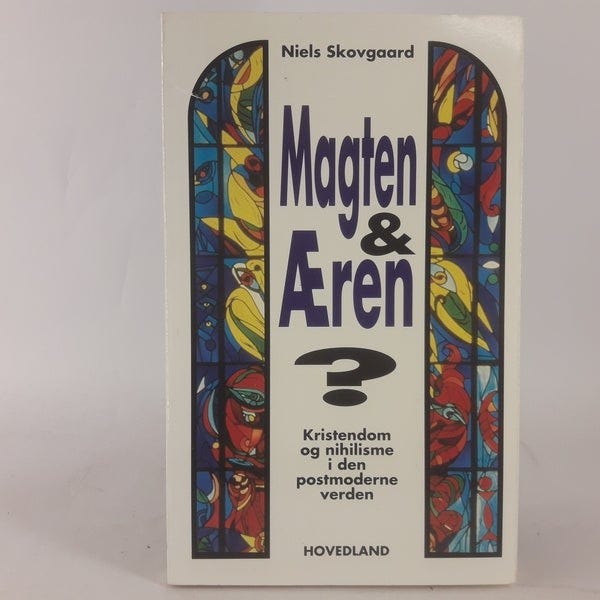 Niels Skovgaard
Magten
&
Æren
?
Kristendom
og nihilisme
i den
postmoderne
verden
HOVEDLAND